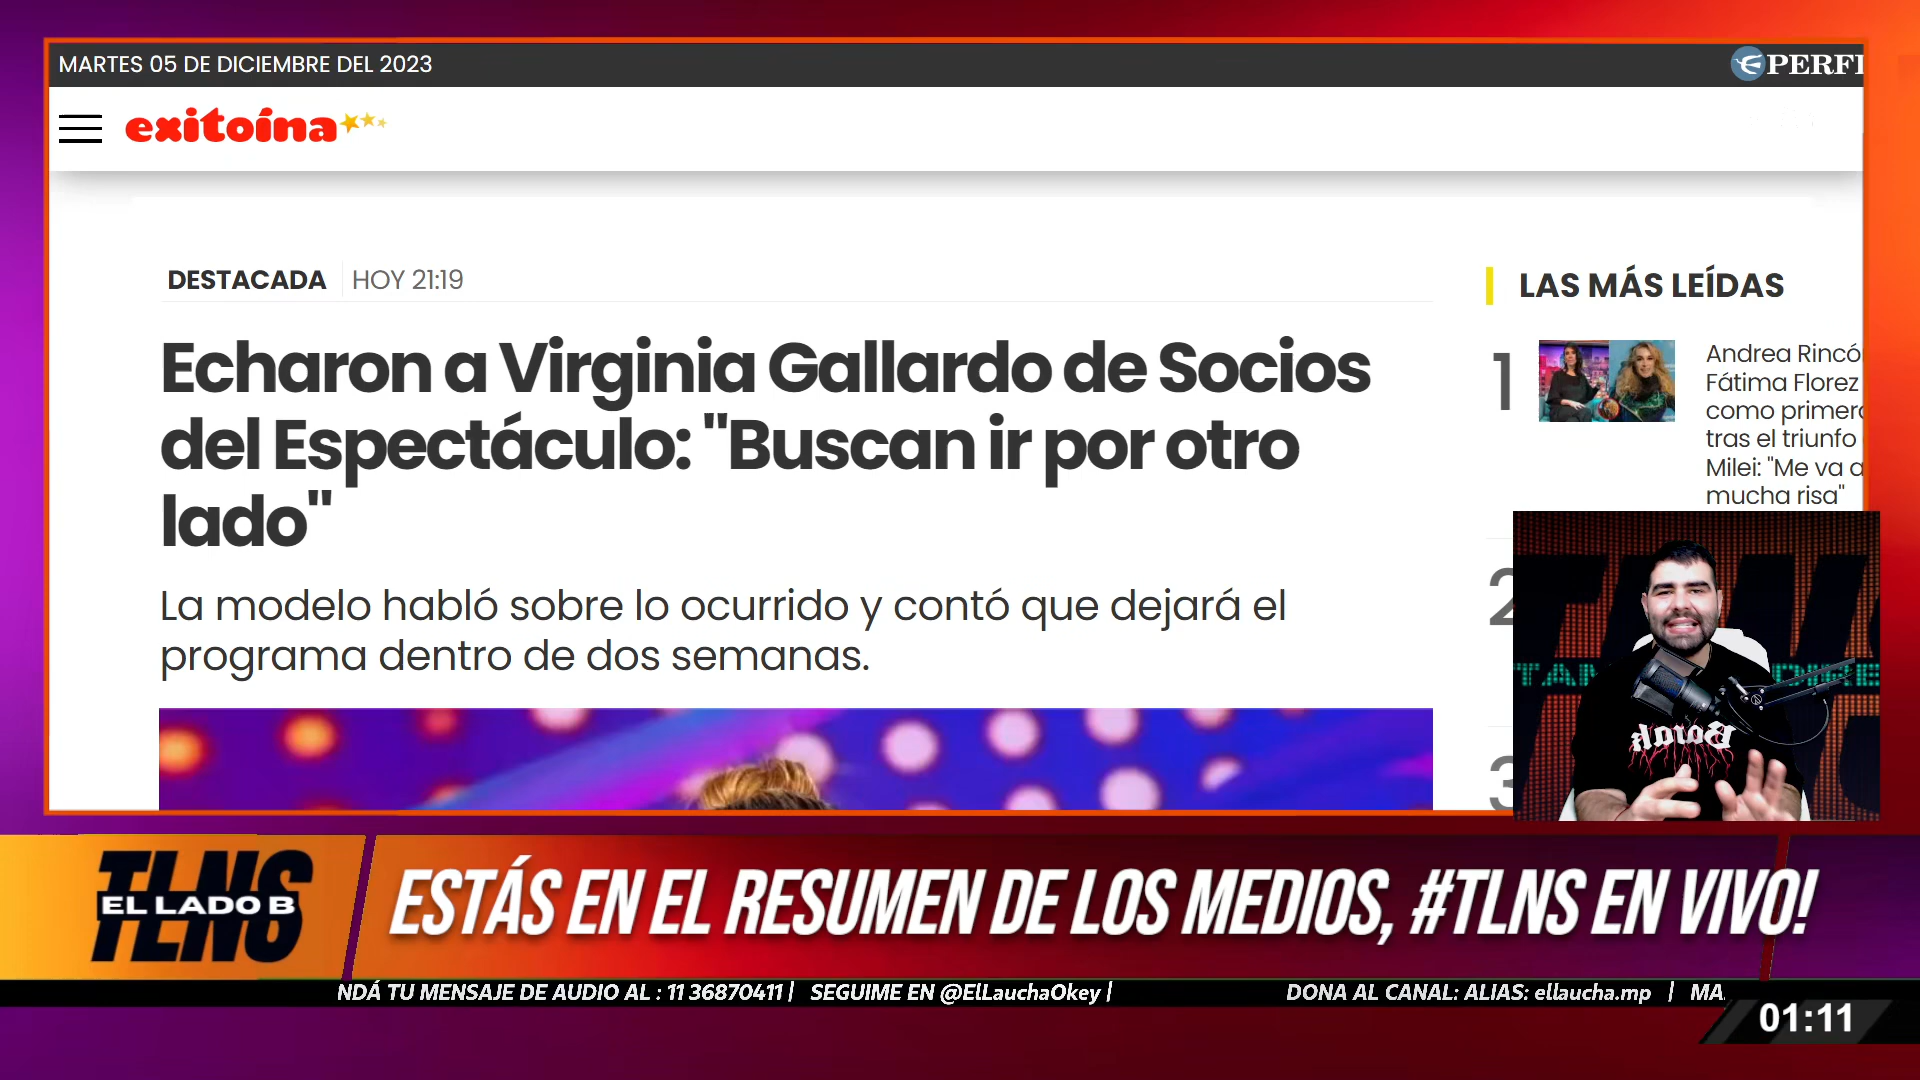 MARTES 05 DE DICIEMBRE DEL 2023
PERFI
exitoína
DESTACADA HOY 21:19
Echaron a Virginia Gallardo de Socios
del Espectáculo: "Buscan ir por otro
lado"
La modelo habló sobre lo ocurrido y contó que dejará el
programa dentro de dos semanas.
LAS MÁS LEÍDAS
1
Andrea Rincó
Fátima Florez
como primera
tras el triunfo
Milei: "Me va a
mucha risa"
2
3
TLNS
EL LADO B
ESTÁS EN EL RESUMEN DE LOS MEDIOS, #TLNS EN VIVO!
NDÁ TU MENSAJE DE AUDIO AL : 11 36870411 | SEGUIME EN @ElLauchaOkey | DONA AL CANAL: ALIAS: ellaucha.mp | MA
01:11